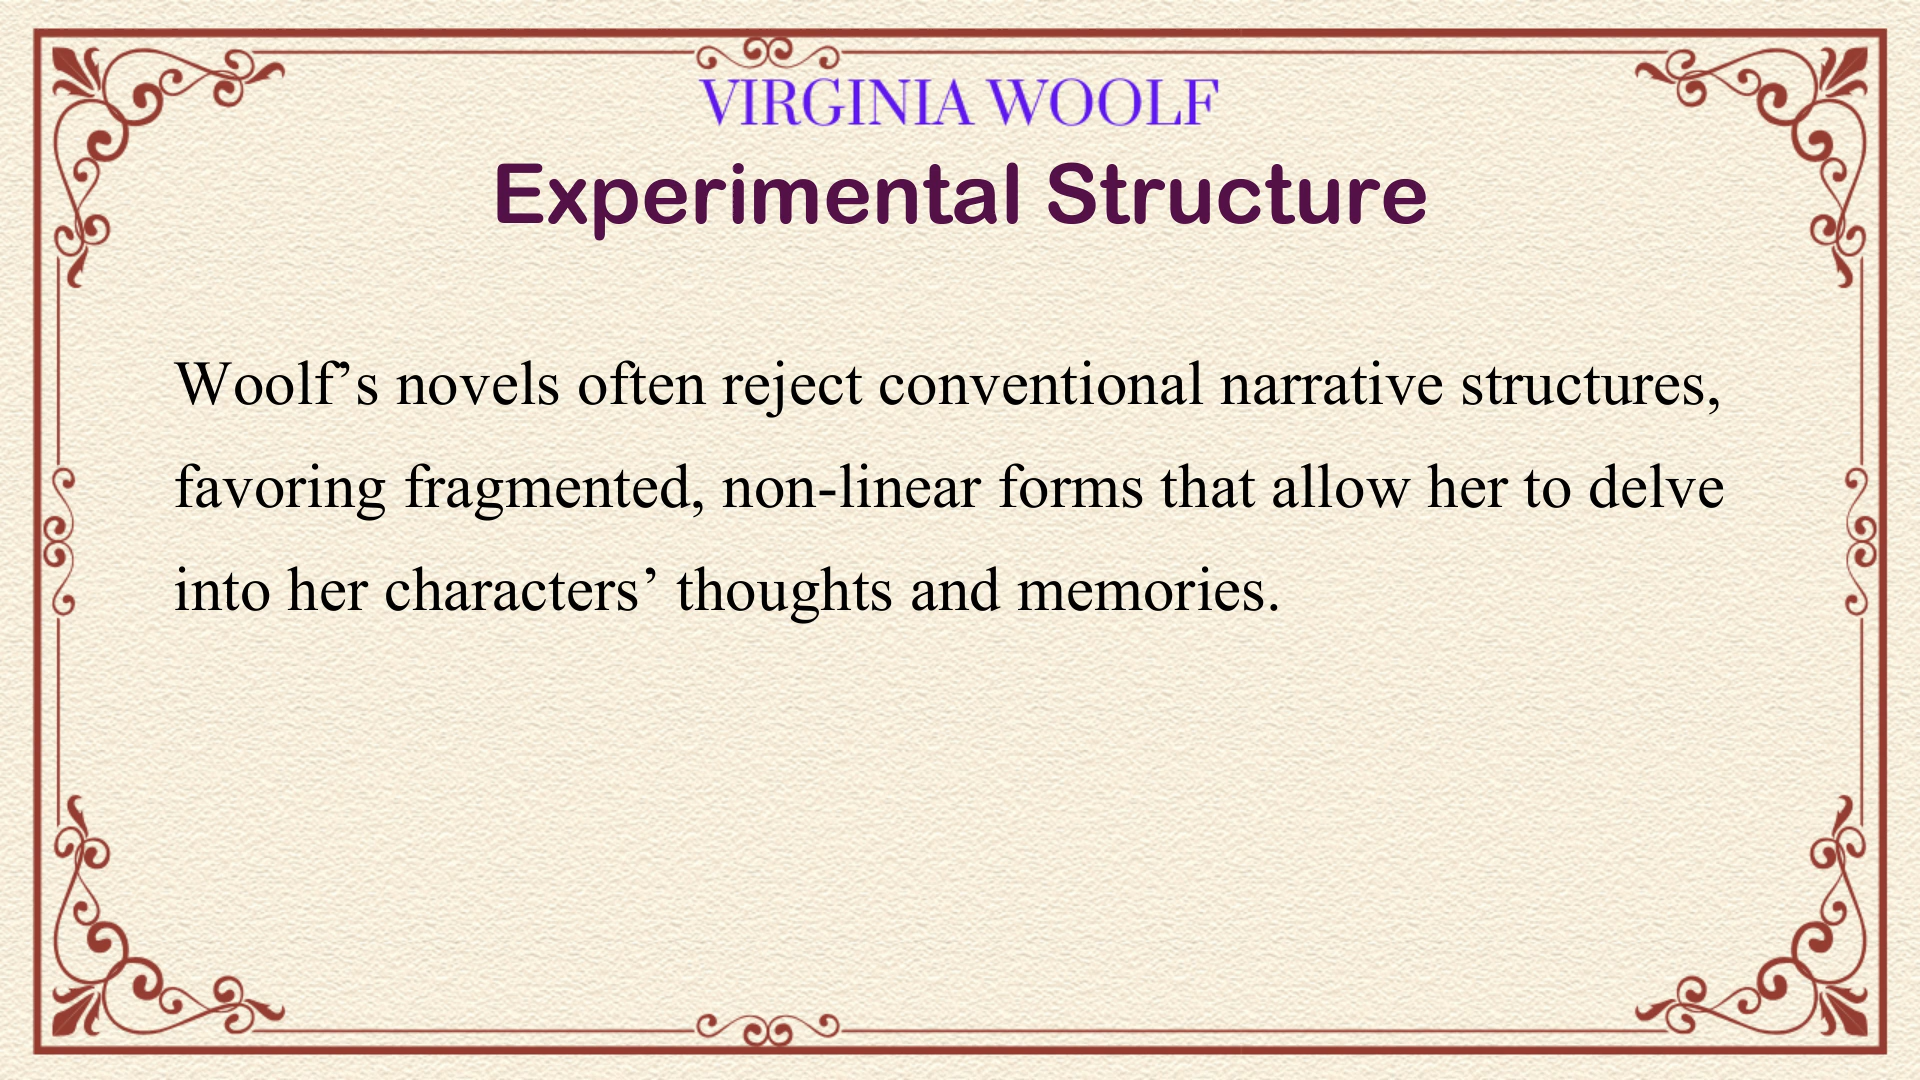 VIRGINIA WOOLF
Experimental Structure
Woolf’s novels often reject conventional narrative structures,
favoring fragmented, non-linear forms that allow her to delve
into her characters’ thoughts and memories.